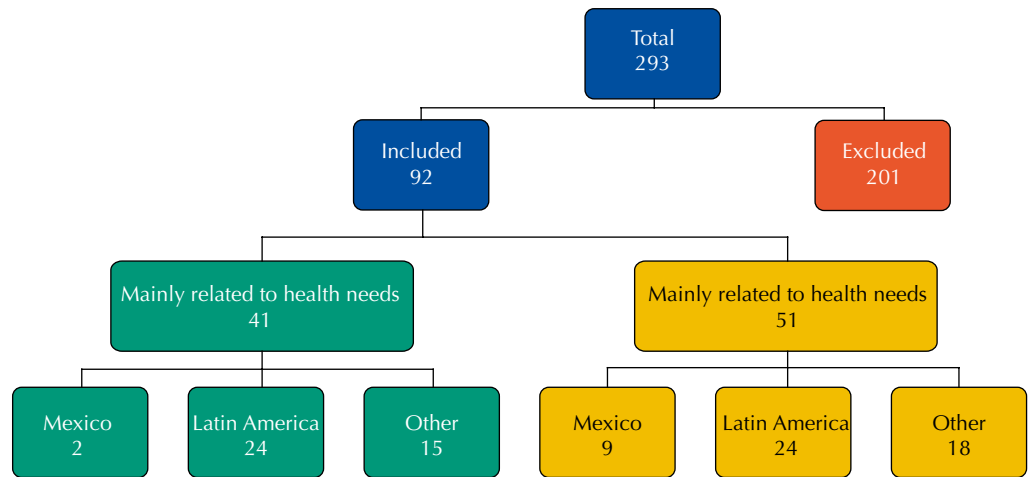 Total
293
Included
92
Excluded
201
Mainly related to health needs
41
Mainly related to health needs
51
Mexico
2
Latin America
24
Other
15
Mexico
9
Latin America
24
Other
18